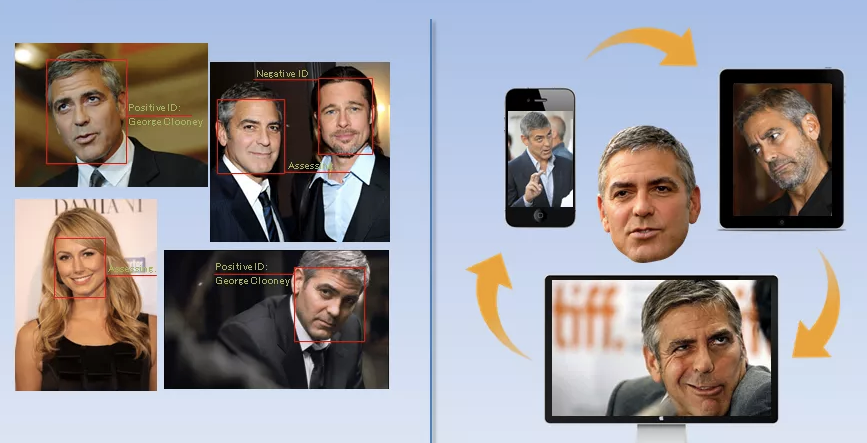 Positive ID:
George Clooney
Negative ID
Assessing...
DAMIANI
Assessing...
Positive ID:
George Clooney
tiff.